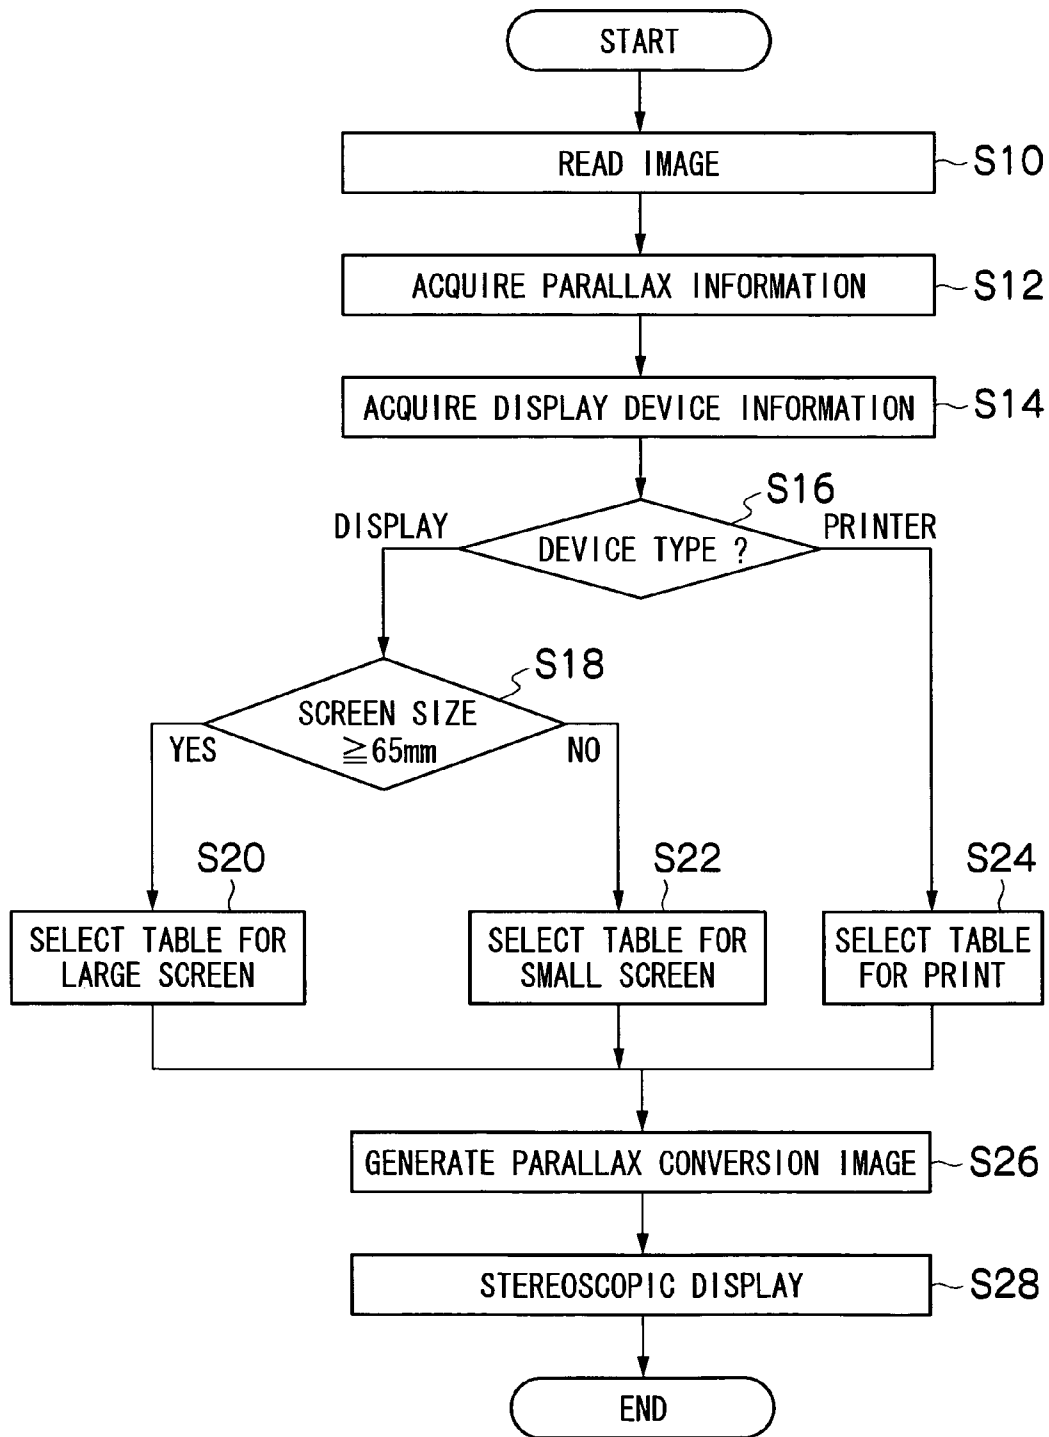 START
READ IMAGE
S10
ACQUIRE PARALLAX INFORMATION
S12
ACQUIRE DISPLAY DEVICE INFORMATION
S14
S16
DISPLAY
DEVICE TYPE ?
PRINTER
S18
SCREEN SIZE
≧65mm
YES
NO
S20
SELECT TABLE FOR
LARGE SCREEN
S22
SELECT TABLE FOR
SMALL SCREEN
S24
SELECT TABLE
FOR PRINT
GENERATE PARALLAX CONVERSION IMAGE
S26
STEREOSCOPIC DISPLAY
S28
END